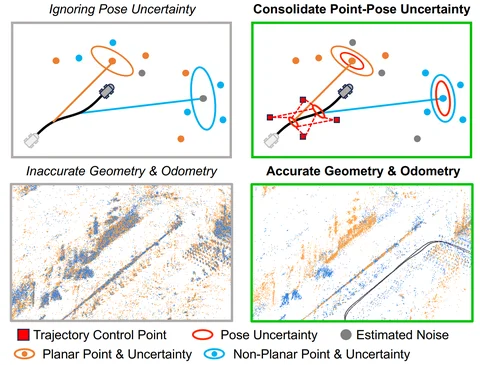 Ignoring Pose Uncertainty
Consolidate Point-Pose Uncertainty
Inaccurate Geometry & Odometry
Accurate Geometry & Odometry
Trajectory Control Point
Pose Uncertainty
Estimated Noise
Planar Point & Uncertainty
Non-Planar Point & Uncertainty